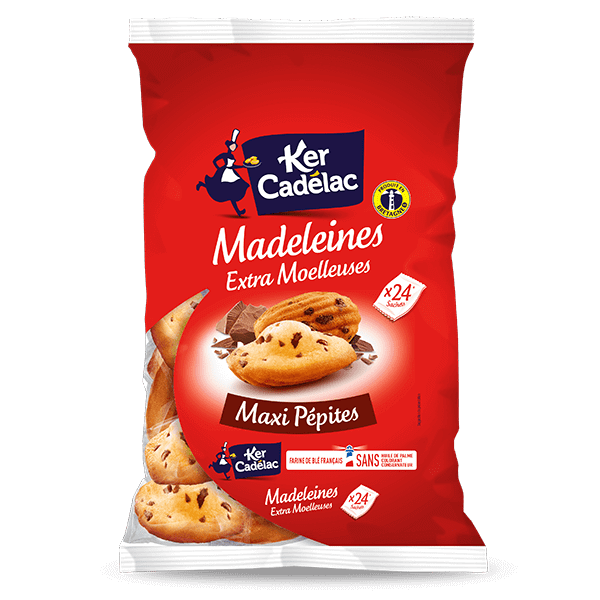 Ker
Cadélac
PRODUIT EN
BRETAGNE
Madeleines
Extra Moelleuses
x24*
Sachets
Maxi Pépites
Ker
Cadélac
FARINE DE BLÉ FRANÇAIS
SANS
HUILE DE PALME
COLORANT
CONSERVATEUR
Madeleines
Extra Moelleuses
x24*
Sachets